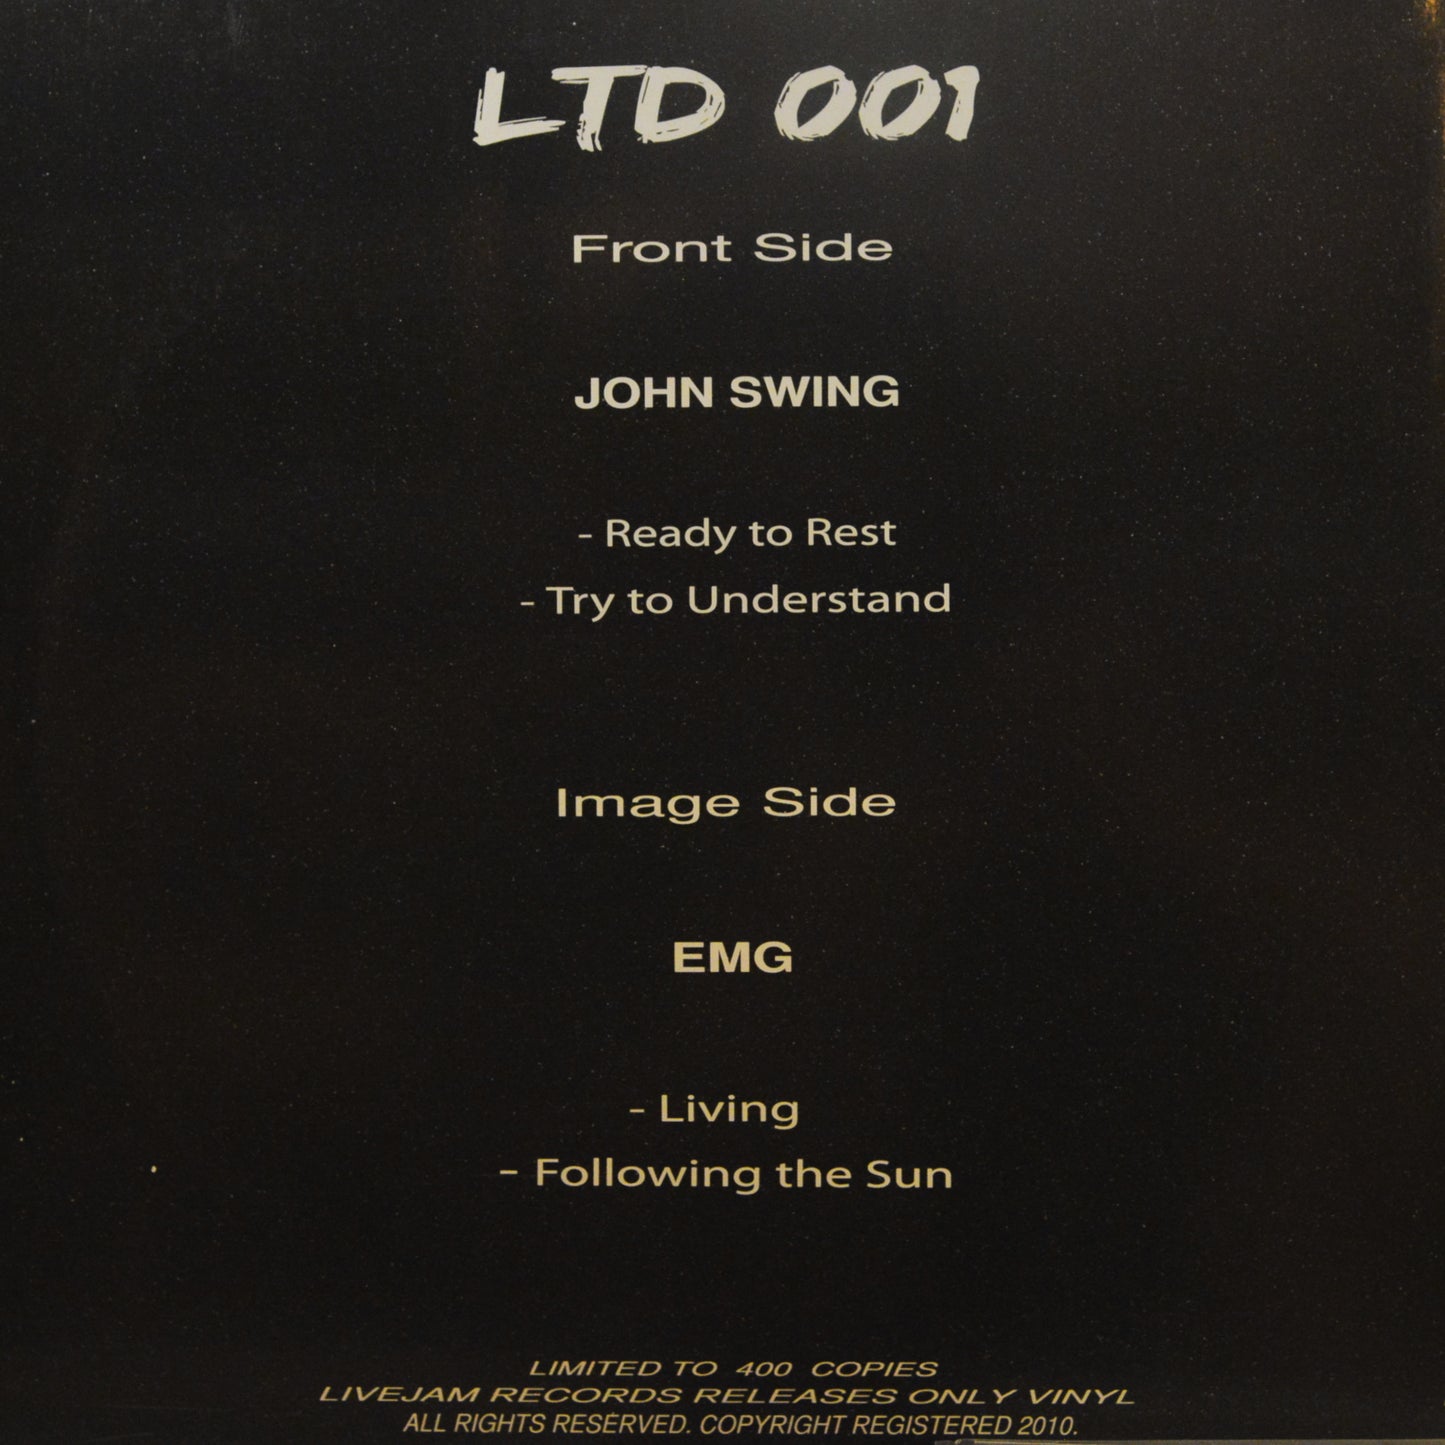 LTD 001
Front Side
JOHN SWING
- Ready to Rest
- Try to Understand
Image Side
EMG
- Living
- Following the Sun
LIMITED TO 400 COPIES
LIVEJAM RECORDS RELEASES ONLY VINYL
ALL RIGHTS RESERVED. COPYRIGHT REGISTERED 2010.